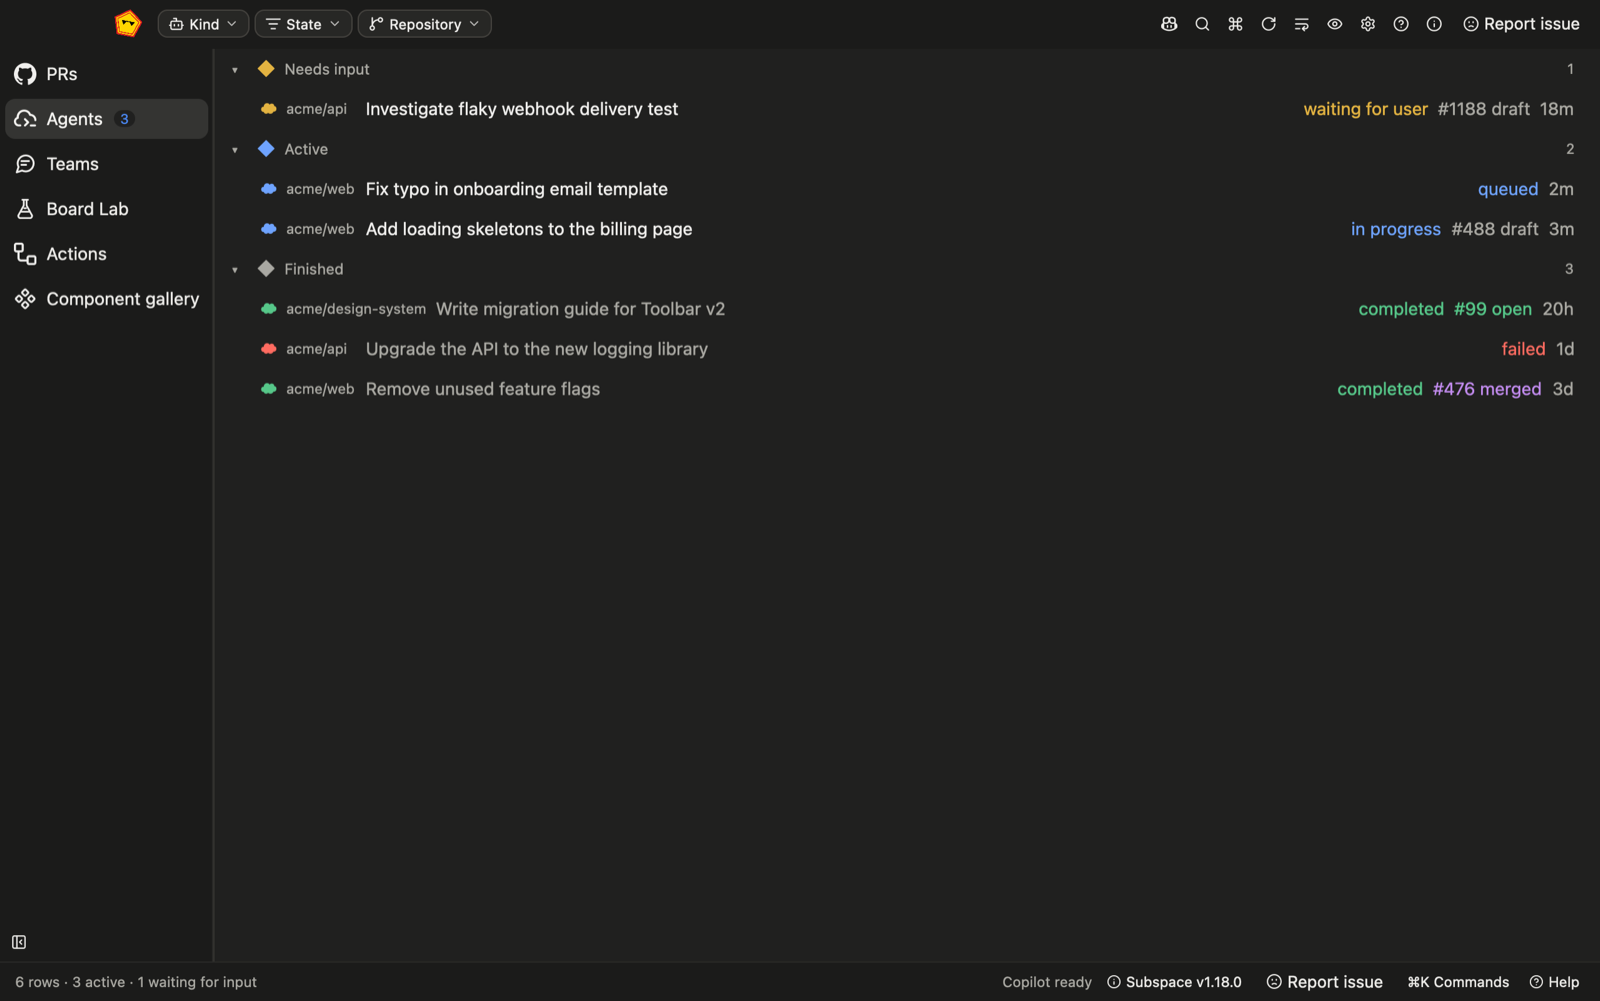 Kind
State
Repository
Report issue
PRs
Agents 3
Teams
Board Lab
Actions
Component gallery
Needs input 1
acme/api Investigate flaky webhook delivery test waiting for user #1188 draft 18m
Active 2
acme/web Fix typo in onboarding email template queued 2m
acme/web Add loading skeletons to the billing page in progress #488 draft 3m
Finished 3
acme/design-system Write migration guide for Toolbar v2 completed #99 open 20h
acme/api Upgrade the API to the new logging library failed 1d
acme/web Remove unused feature flags completed #476 merged 3d
6 rows · 3 active · 1 waiting for input
Copilot ready
Subspace v1.18.0
Report issue
⌘K Commands
Help